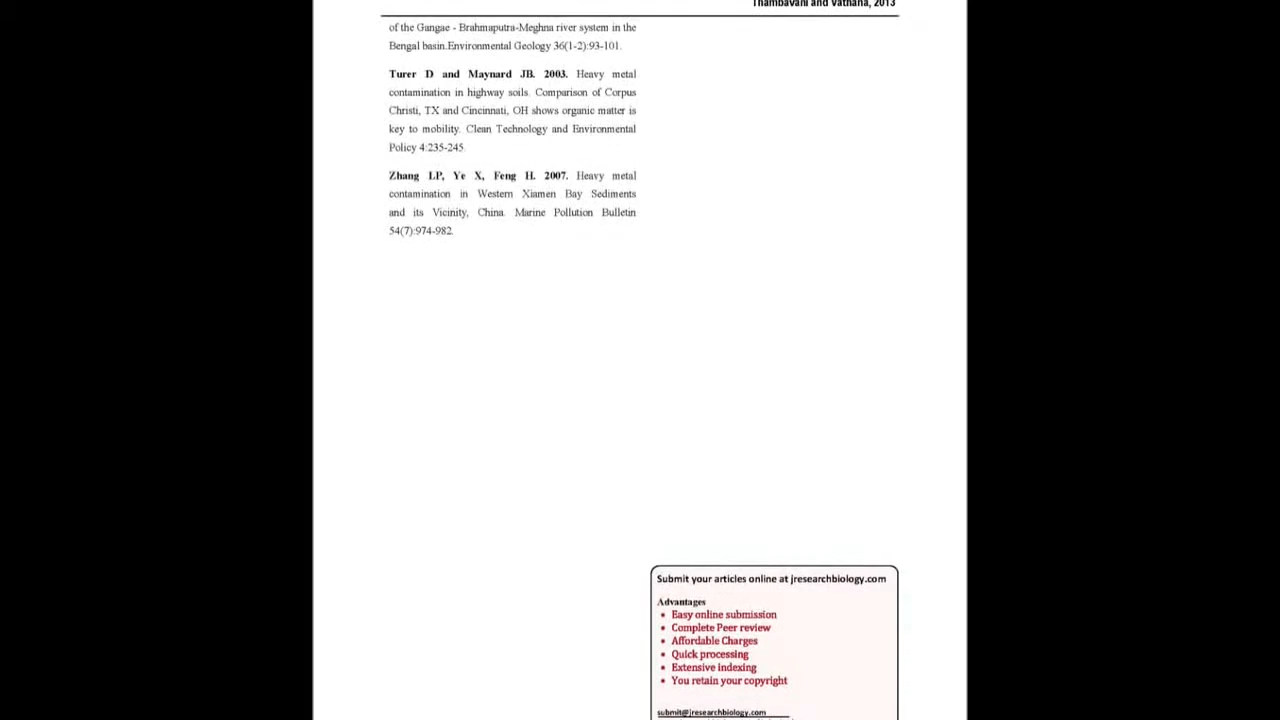 Thambavani and Vathana, 2013
of the Gangae - Brahmaputra-Meghna river system in the
Bengal basin.Environmental Geology 36(1-2):93-101.
Turer D and Maynard JB. 2003. Heavy metal
contamination in highway soils. Comparison of Corpus
Christi, TX and Cincinnati, OH shows organic matter is
key to mobility. Clean Technology and Environmental
Policy 4:235-245.
Zhang LP, Ye X, Feng H. 2007. Heavy metal
contamination in Western Xiamen Bay Sediments
and its Vicinity, China. Marine Pollution Bulletin
54(7):974-982.
Submit your articles online at jresearchbiology.com
Advantages
• Easy online submission
• Complete Peer review
• Affordable Charges
• Quick processing
• Extensive indexing
• You retain your copyright
submit@jresearchbiology.com